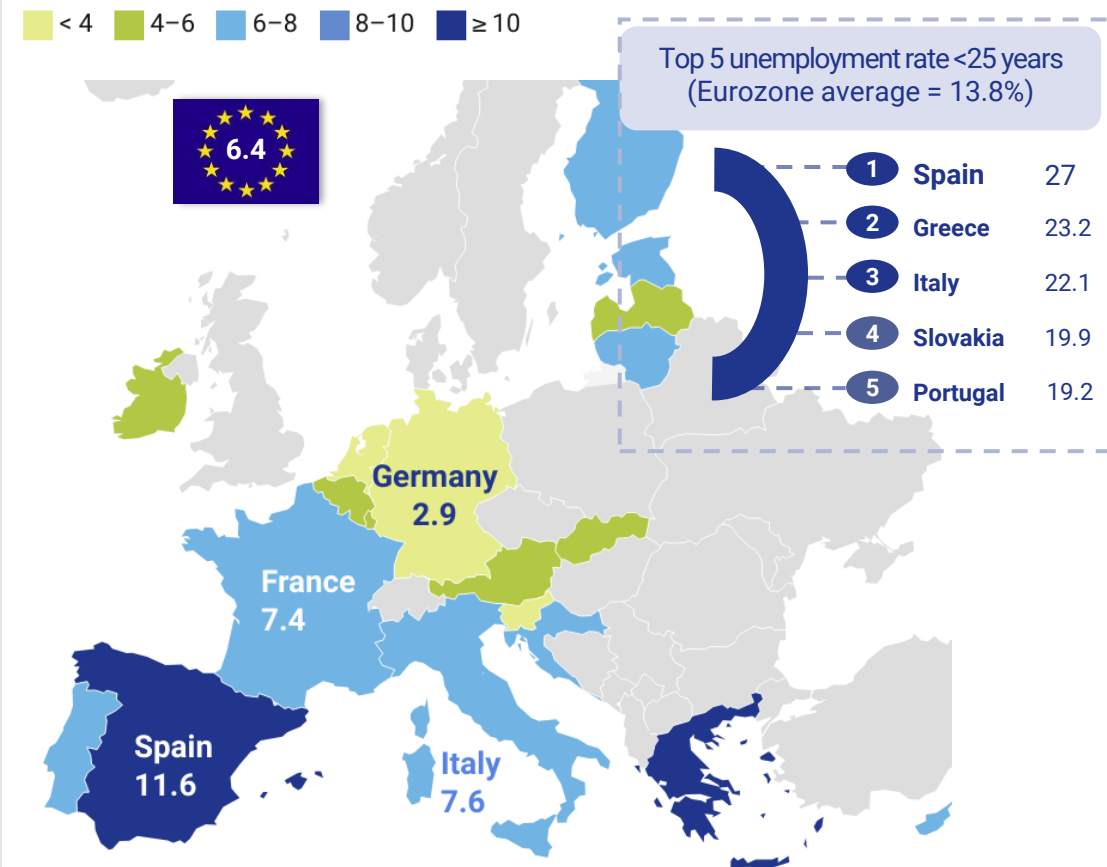 < 4 4–6 6–8 8–10 ≥ 10
Top 5 unemployment rate <25 years
(Eurozone average = 13.8%)
6.4
1 Spain 27
2 Greece 23.2
3 Italy 22.1
4 Slovakia 19.9
5 Portugal 19.2
Germany
2.9
France
7.4
Spain
11.6
Italy
7.6